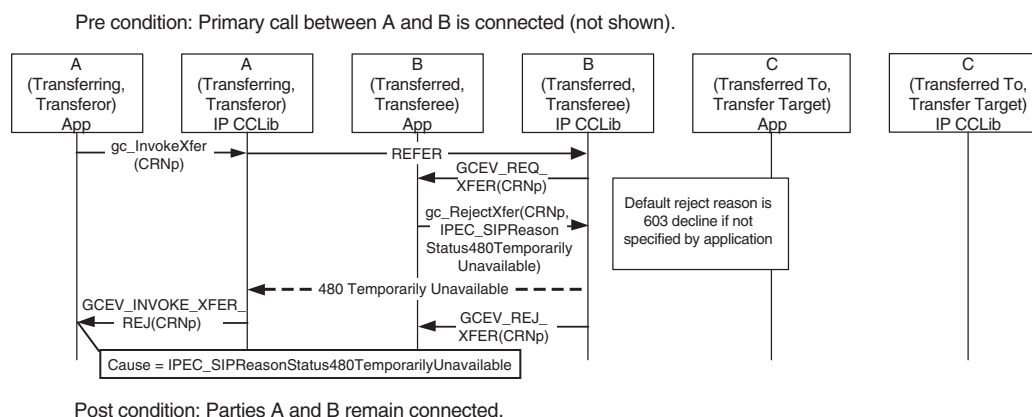 Pre condition: Primary call between A and B is connected (not shown).
A
(Transferring,
Transferor)
App
A
(Transferring,
Transferor)
IP CCLib
B
(Transferred,
Transferee)
App
B
(Transferred,
Transferee)
IP CCLib
C
(Transferred To,
Transfer Target)
App
C
(Transferred To,
Transfer Target)
IP CCLib
gc_InvokeXfer
(CRNp)
REFER
GCEV_REQ_
XFER(CRNp)
Default reject reason is
603 decline if not
specified by application
gc_RejectXfer(CRNp,
IPEC_SIPReason
Status480Temporarily
Unavailable)
480 Temporarily Unavailable
GCEV_INVOKE_XFER_
REJ(CRNp)
GCEV_REJ_
XFER(CRNp)
Cause = IPEC_SIPReasonStatus480TemporarilyUnavailable
Post condition: Parties A and B remain connected.